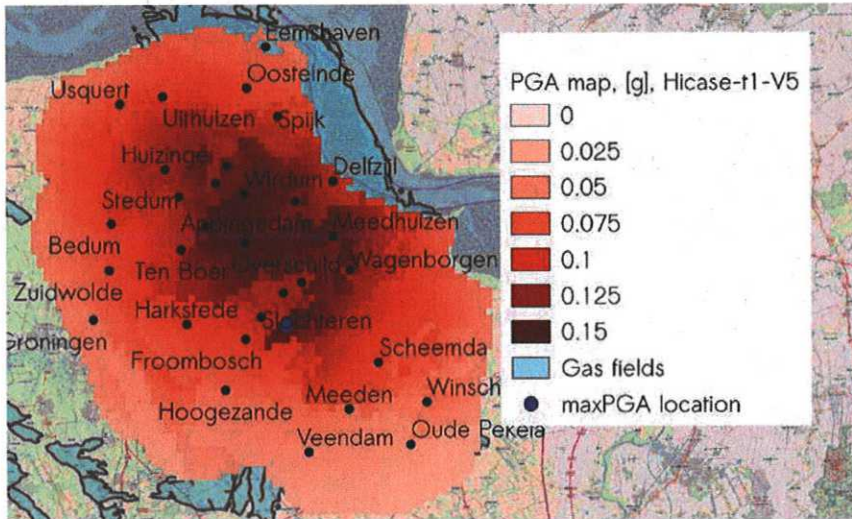 Eemshaven
Oosteinde
Usquert
Uithuizen
Spijk
Huizinge
Delfzijl
Wirdum
Stedum
Appingedam
Meedhuizen
Bedum
Ten Boer
Overschild
Wagenborgen
Zuidwolde
Harkstede
Slochteren
Groningen
Froombosch
Scheemda
Meeden
Winsch
Hoogezande
Veendam
Oude Pekela
PGA map, [g], Hicase-t1-V5
0
0.025
0.05
0.075
0.1
0.125
0.15
Gas fields
maxPGA location